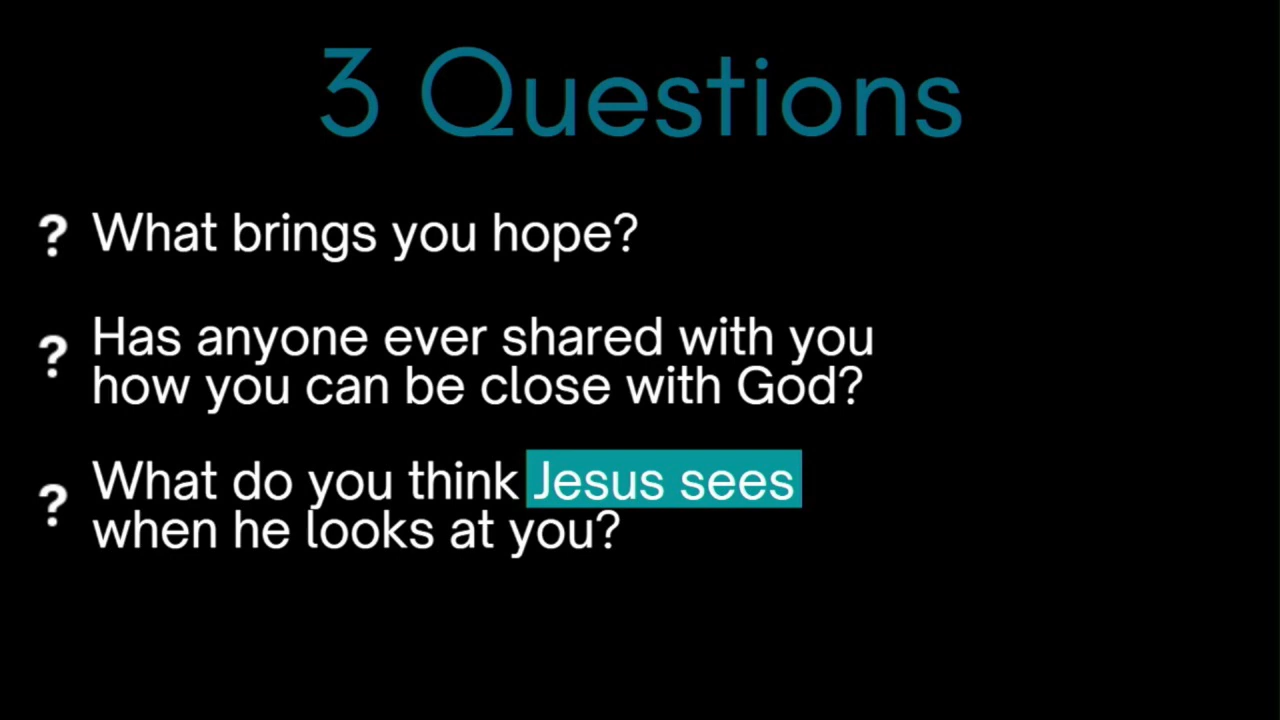 3 Questions
? What brings you hope?
? Has anyone ever shared with you
how you can be close with God?
? What do you think Jesus sees
when he looks at you?